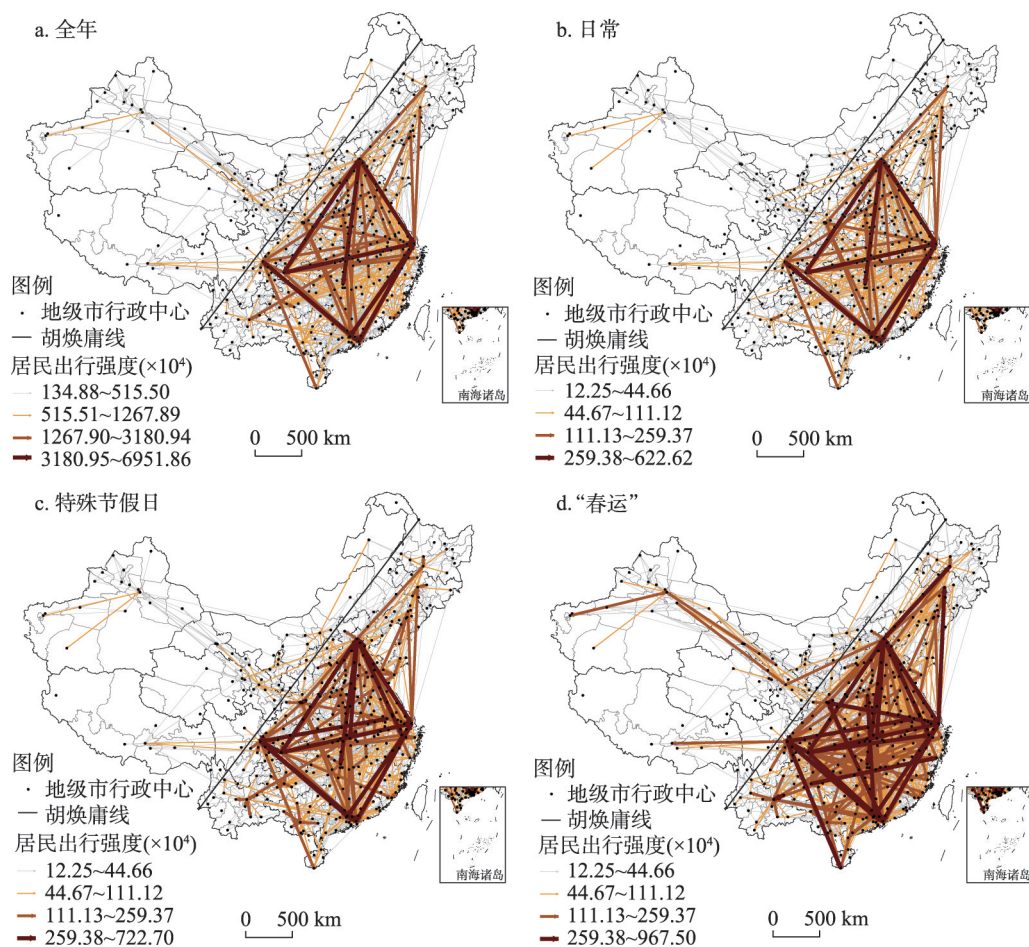 a. 全年
图例
地级市行政中心
胡焕庸线
居民出行强度(×10⁴)
134.88~515.50
515.51~1267.89
1267.90~3180.94
3180.95~6951.86
0 500 km
南海诸岛
b. 日常
图例
地级市行政中心
胡焕庸线
居民出行强度(×10⁴)
12.25~44.66
44.67~111.12
111.13~259.37
259.38~622.62
0 500 km
南海诸岛
c. 特殊节假日
图例
地级市行政中心
胡焕庸线
居民出行强度(×10⁴)
12.25~44.66
44.67~111.12
111.13~259.37
259.38~722.70
0 500 km
南海诸岛
d. “春运”
图例
地级市行政中心
胡焕庸线
居民出行强度(×10⁴)
12.25~44.66
44.67~111.12
111.13~259.37
259.38~967.50
0 500 km
南海诸岛